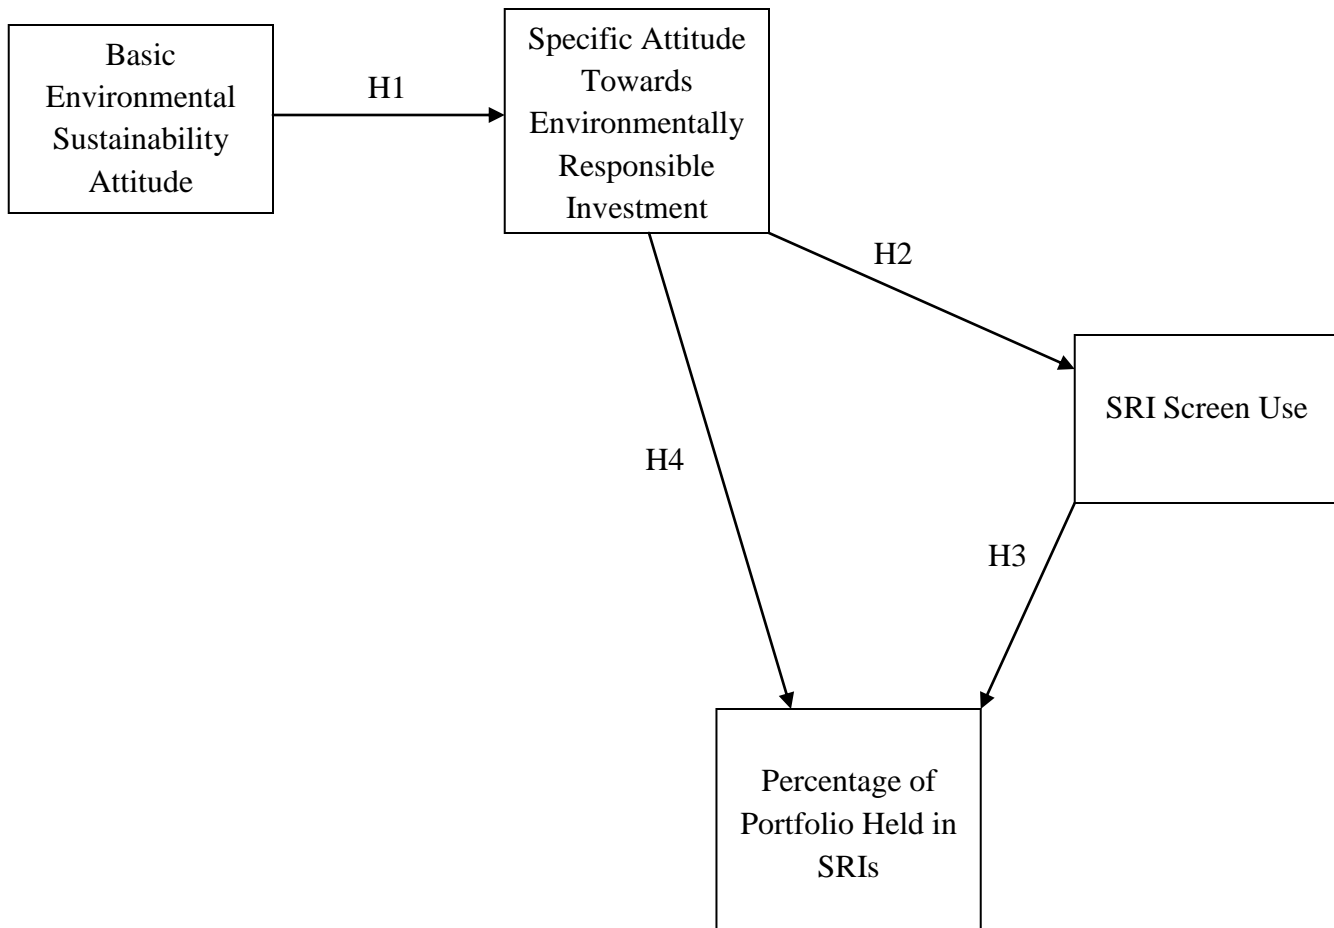 Basic
Environmental
Sustainability
Attitude
H1
Specific Attitude
Towards
Environmentally
Responsible
Investment
H2
SRI Screen Use
H4
H3
Percentage of
Portfolio Held in
SRIs